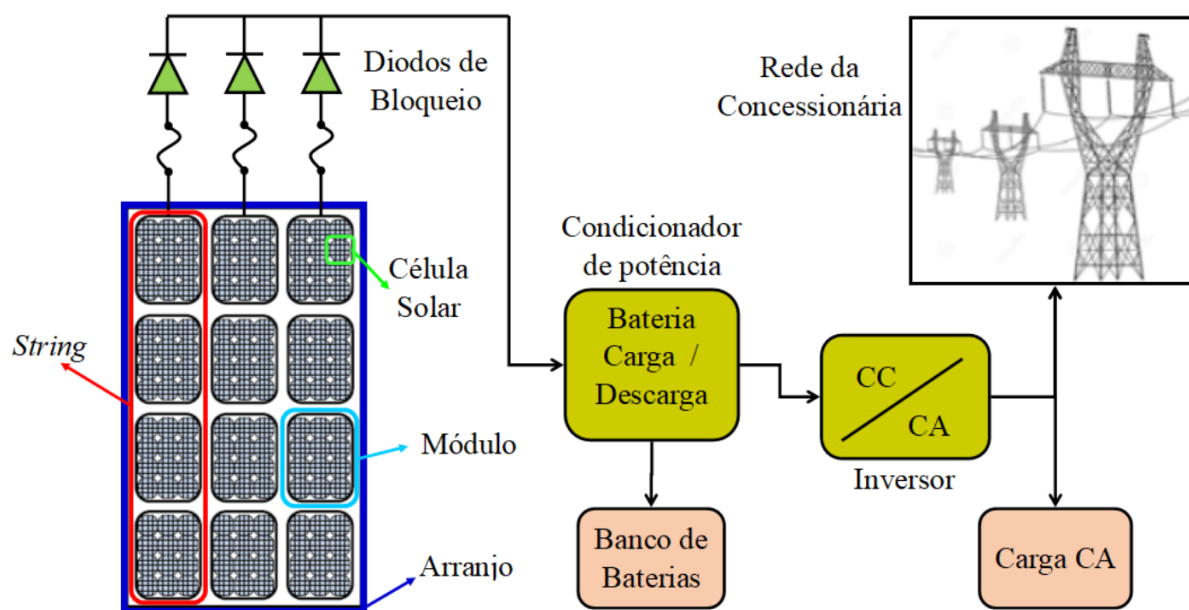 Diodos de
Bloqueio
Rede da
Concessionária
Célula
Solar
String
Módulo
Arranjo
Condicionador
de potência
Bateria
Carga /
Descarga
CC
CA
Inversor
Banco de
Baterias
Carga CA